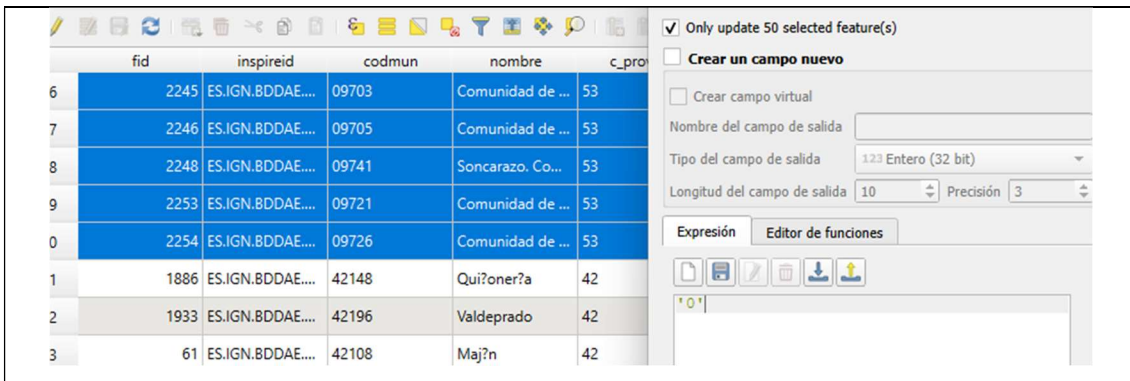 Only update 50 selected feature(s)
Crear un campo nuevo
Crear campo virtual
Nombre del campo de salida
Tipo del campo de salida 123 Entero (32 bit)
Longitud del campo de salida 10 Precisión 3
Expresión Editor de funciones
'0'
fid inspireid codmun nombre c_prov
6 2245 ES.IGN.BDDAE.... 09703 Comunidad de ... 53
7 2246 ES.IGN.BDDAE.... 09705 Comunidad de ... 53
8 2248 ES.IGN.BDDAE.... 09741 Soncarazo. Co... 53
9 2253 ES.IGN.BDDAE.... 09721 Comunidad de ... 53
0 2254 ES.IGN.BDDAE.... 09726 Comunidad de ... 53
1 1886 ES.IGN.BDDAE.... 42148 Qui?oner?a 42
2 1933 ES.IGN.BDDAE.... 42196 Valdeprado 42
3 61 ES.IGN.BDDAE.... 42108 Maj?n 42